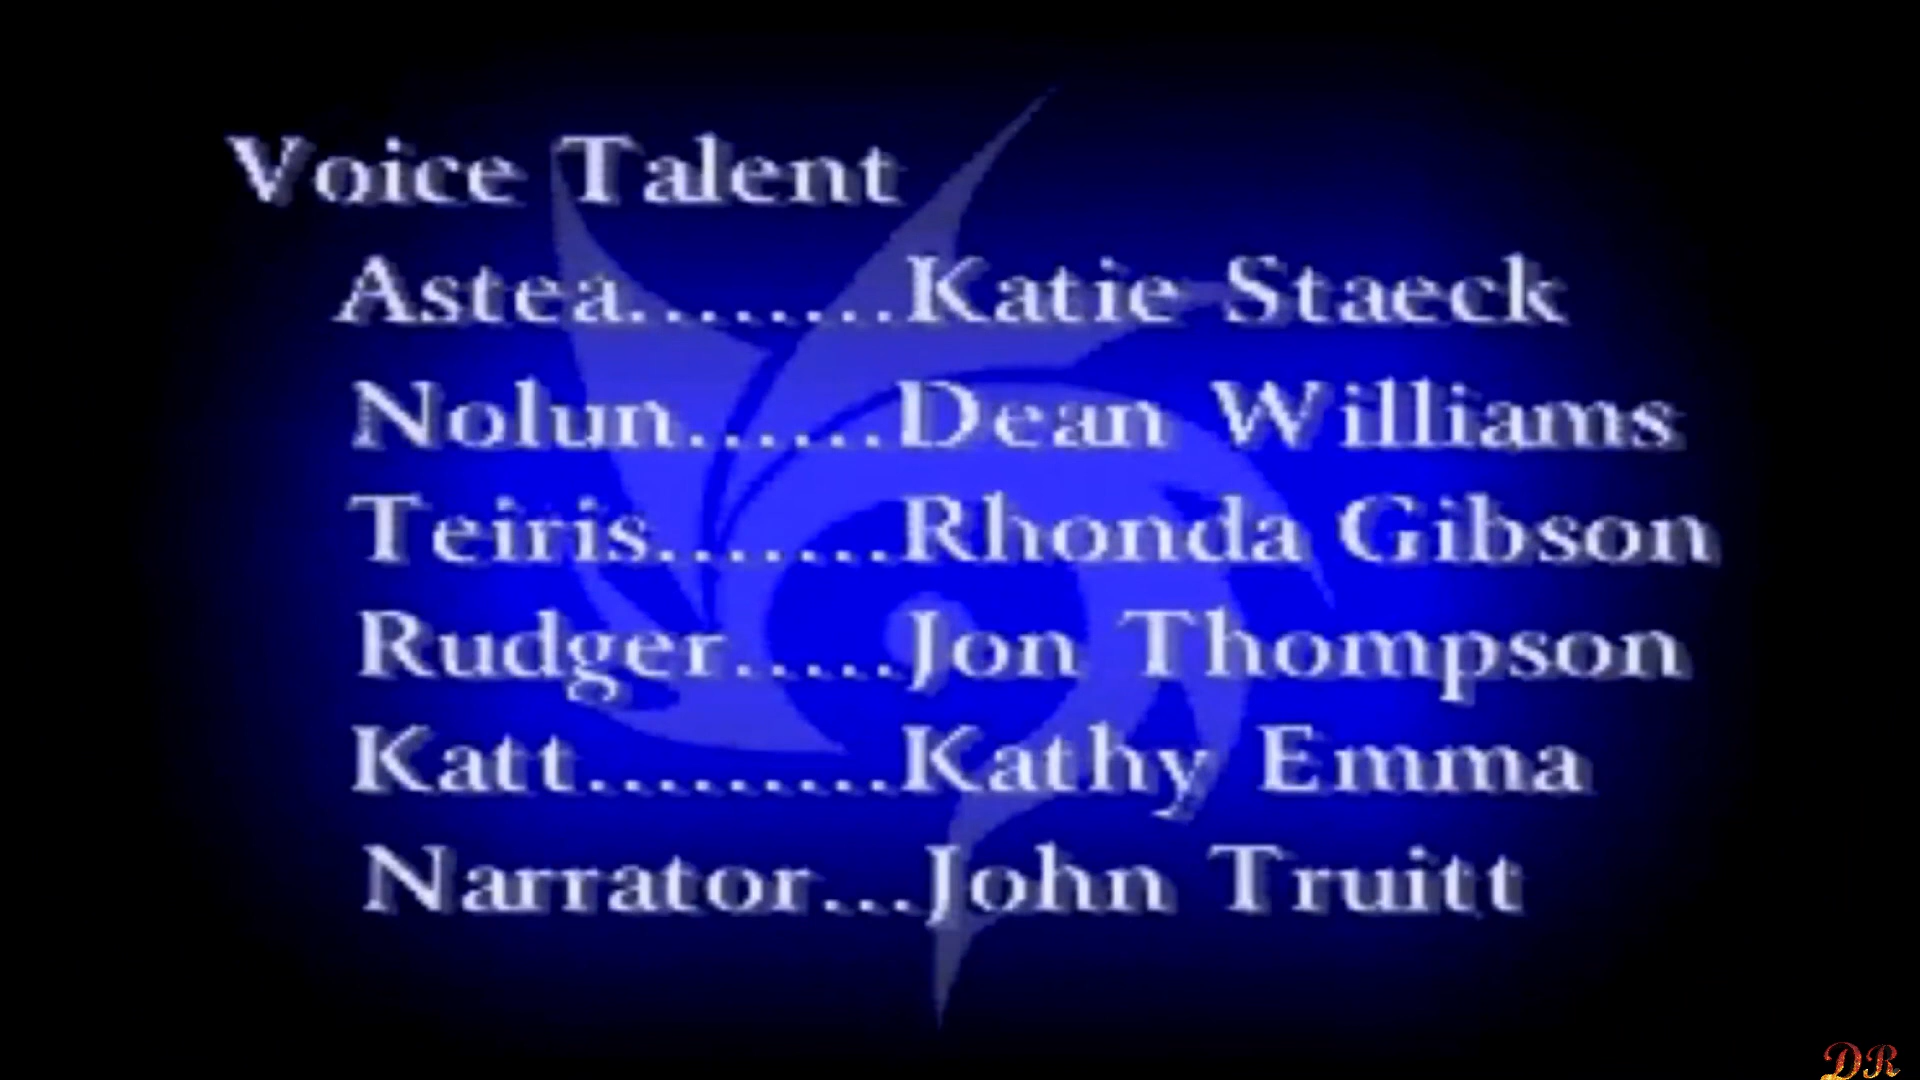 Voice Talent
Astea........Katie Staeck
Nolun......Dean Williams
Teiris.......Rhonda Gibson
Rudger.....Jon Thompson
Katt.........Kathy Emma
Narrator...John Truitt
DR